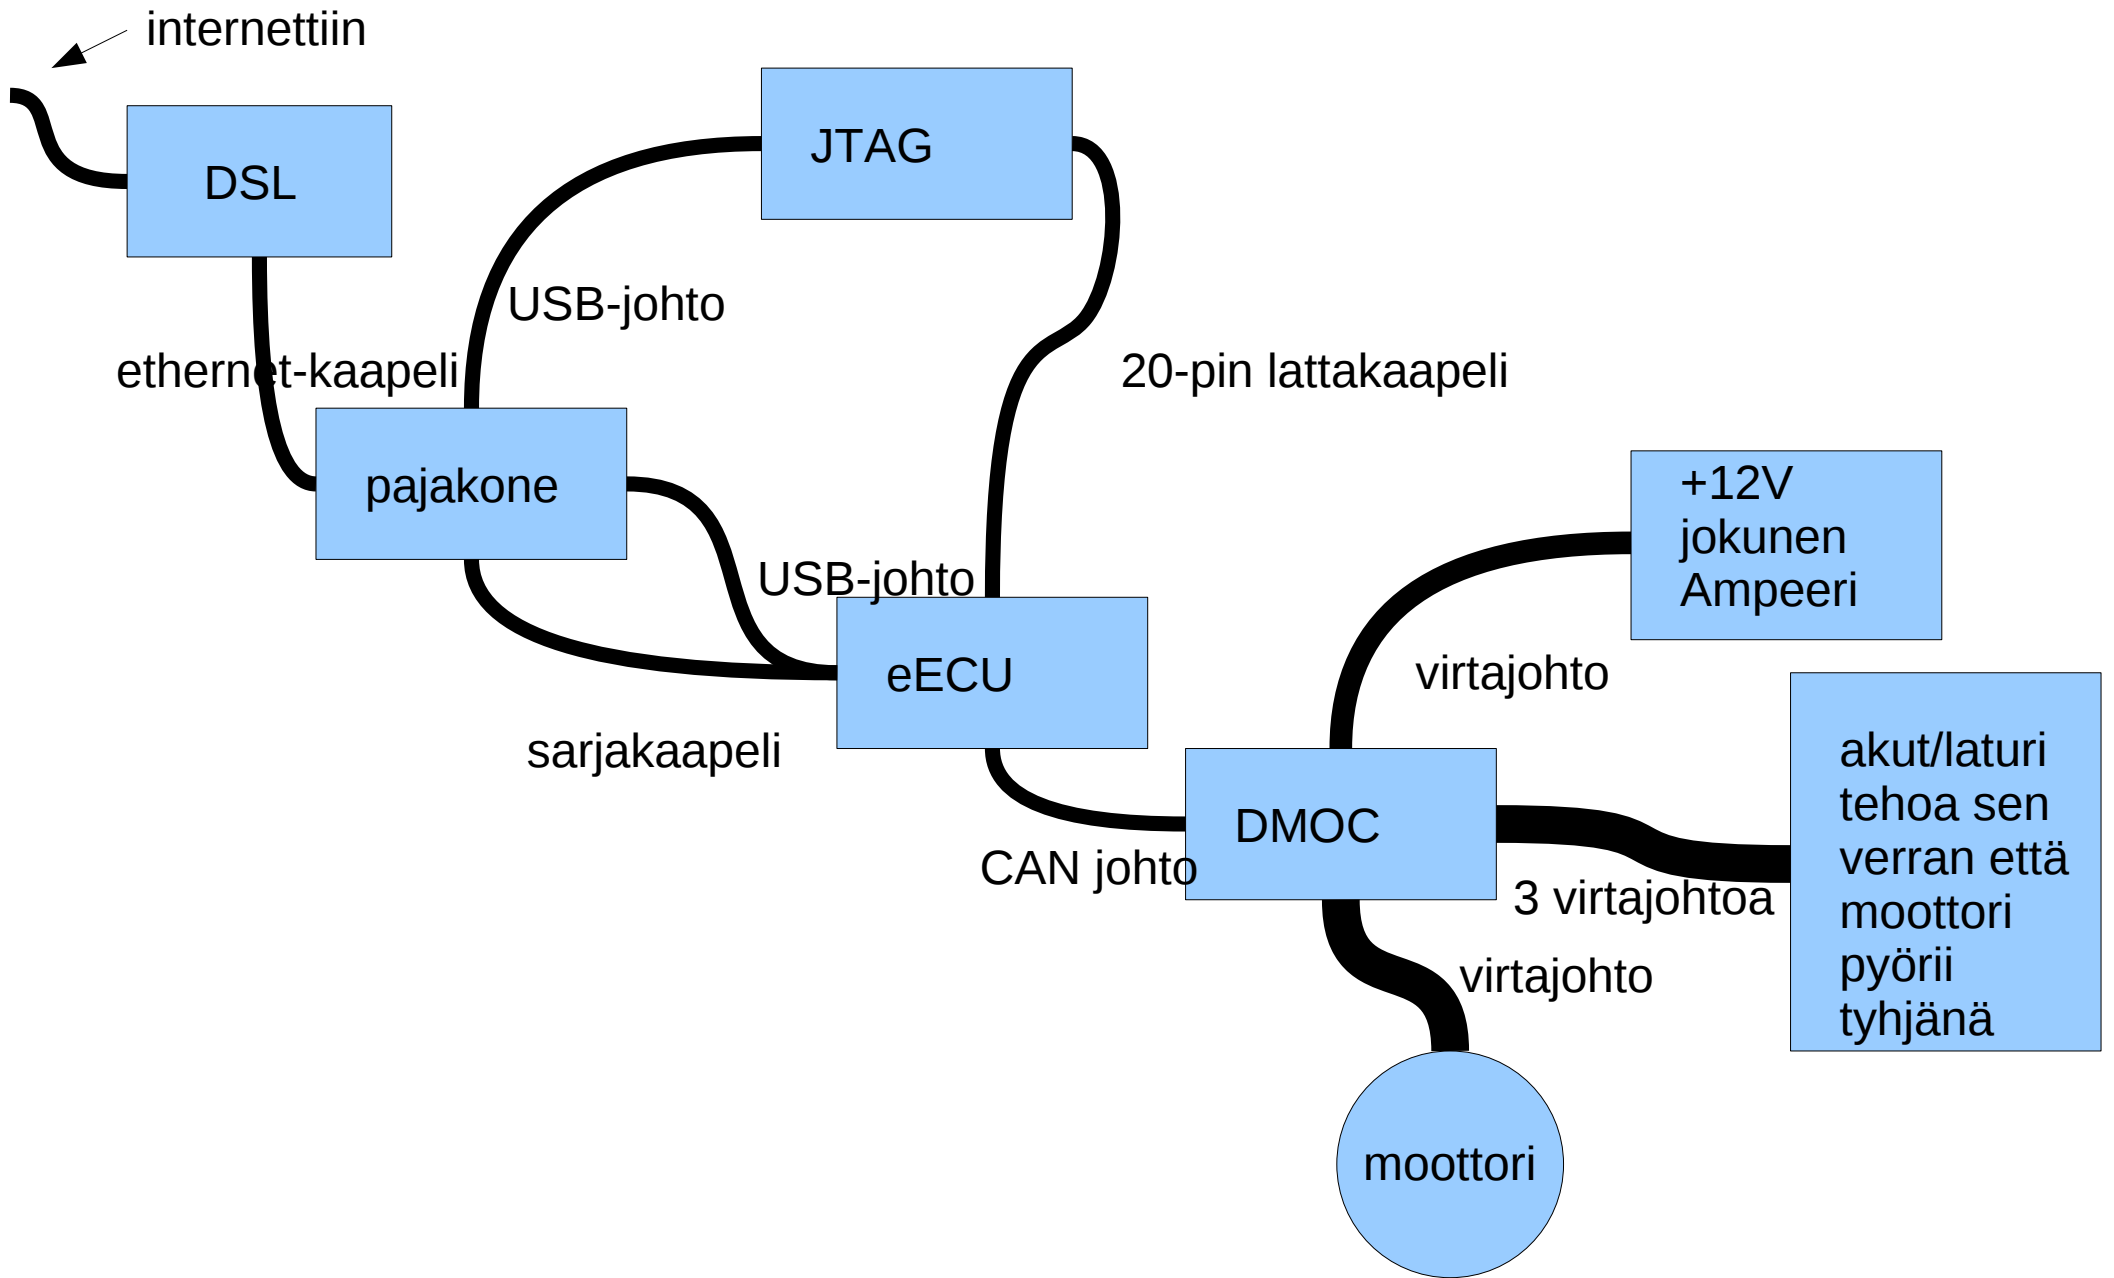 internettiin
DSL
JTAG
USB-johto
ethernet-kaapeli
20-pin lattakaapeli
pajakone
+12V
jokunen
Ampeeri
USB-johto
eECU
virtajohto
sarjakaapeli
akut/laturi
tehoa sen
verran että
moottori
pyörii
tyhjänä
DMOC
CAN johto
3 virtajohtoa
virtajohto
moottori